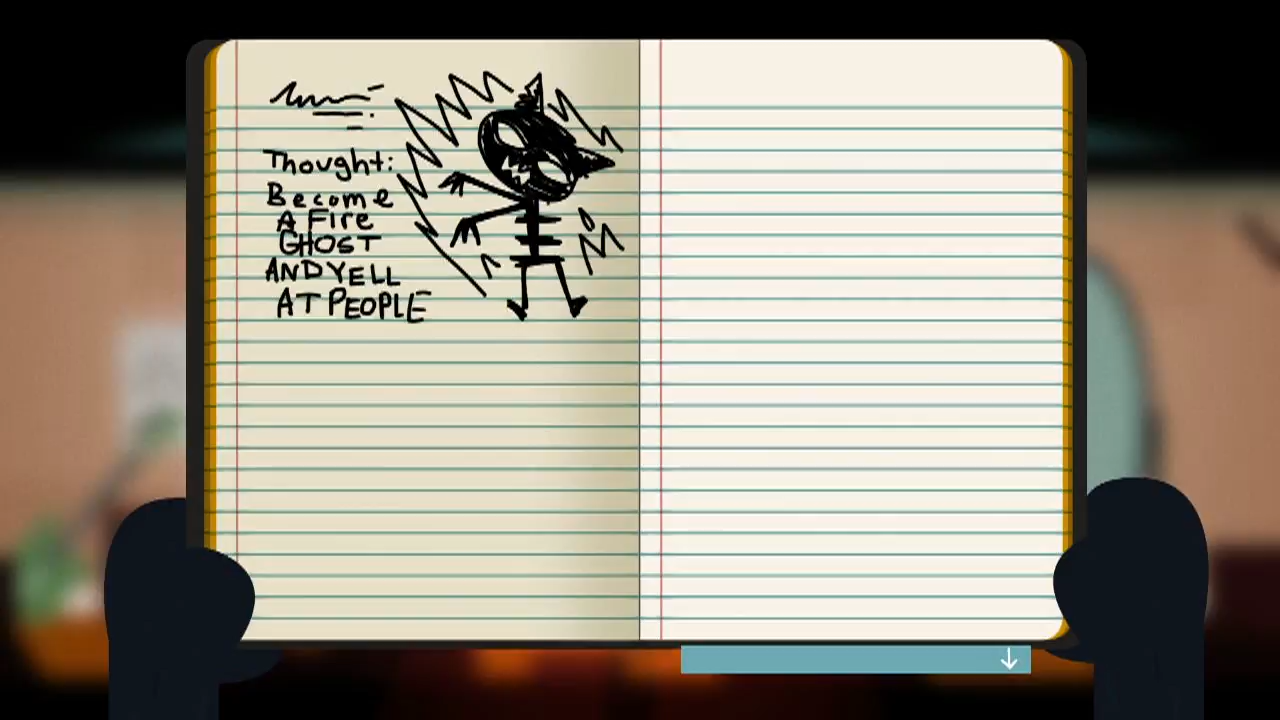 Thought:
Become
A Fire
GHOST
AND YELL
AT PEOPLE